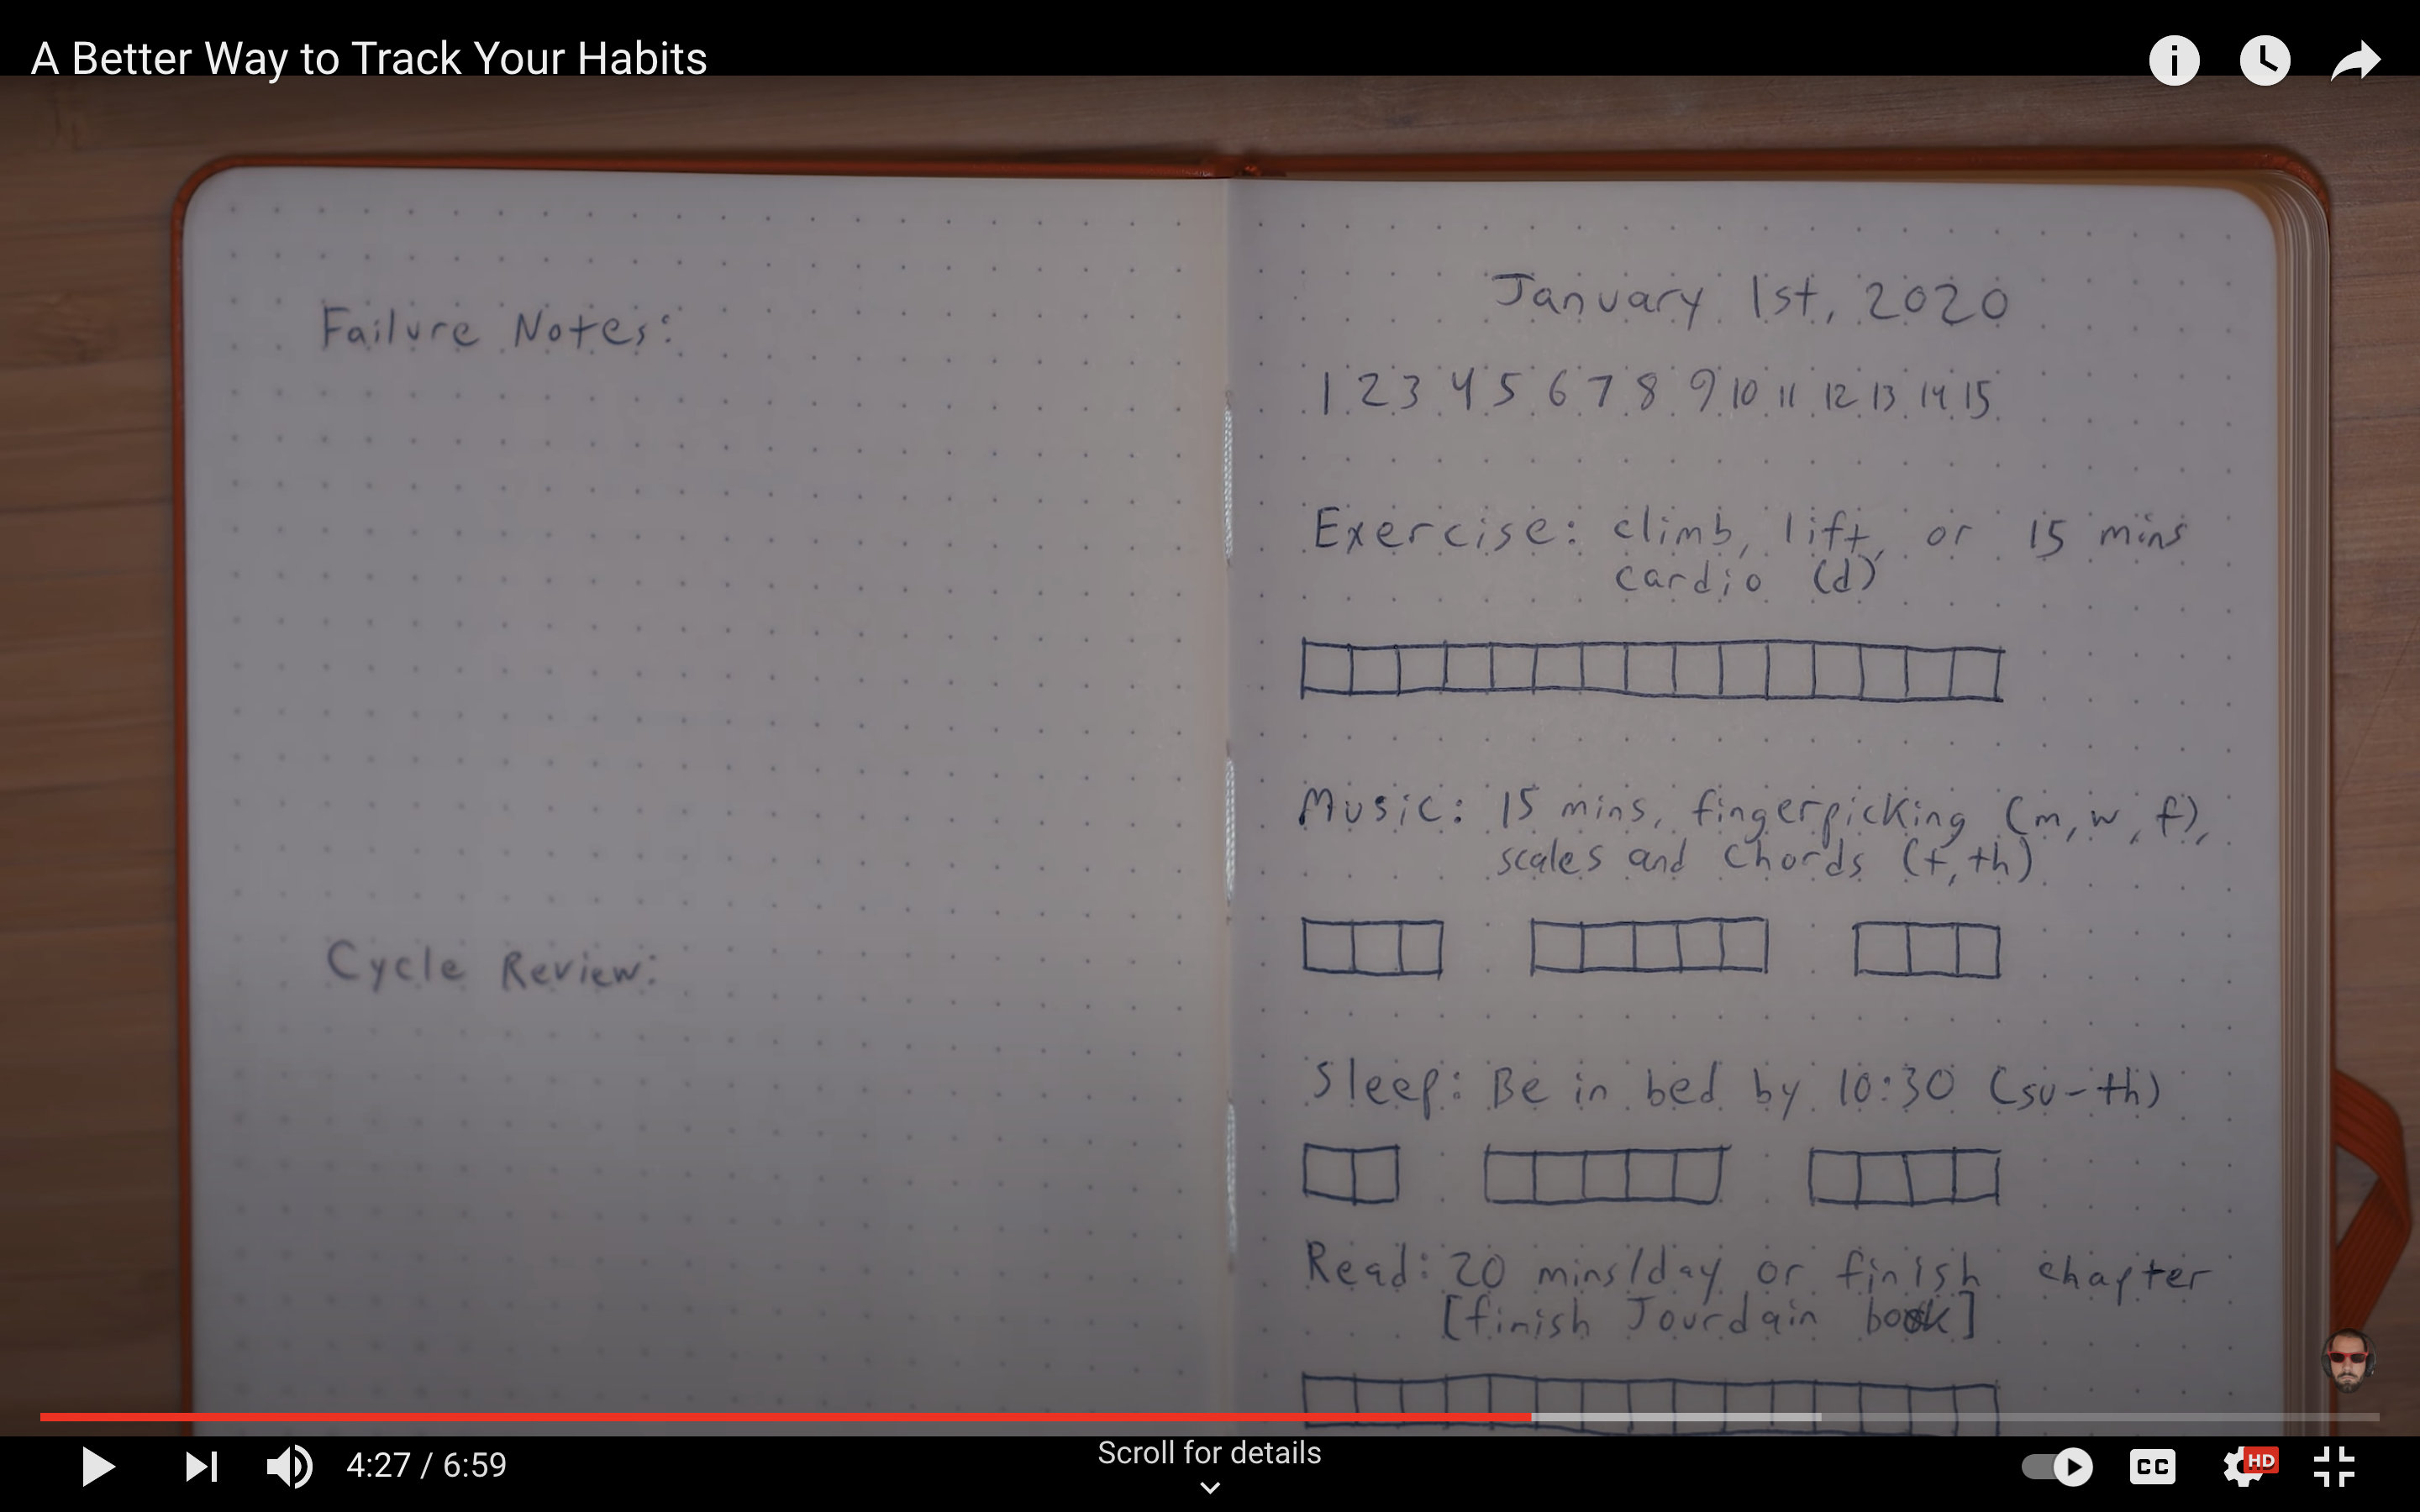 A Better Way to Track Your Habits
Failure Notes:
Cycle Review:
January 1st, 2020
1 2 3 4 5 6 7 8 9 10 11 12 13 14 15
Exercise: climb, lift, or 15 mins
cardio (d)
Music: 15 mins, fingerpicking (m, w, f),
scales and chords (t, th)
Sleep: Be in bed by 10:30 (su-th)
Read: 20 mins/day or finish chapter
[finish Jourdain book]
4:27 / 6:59
Scroll for details
CC
HD